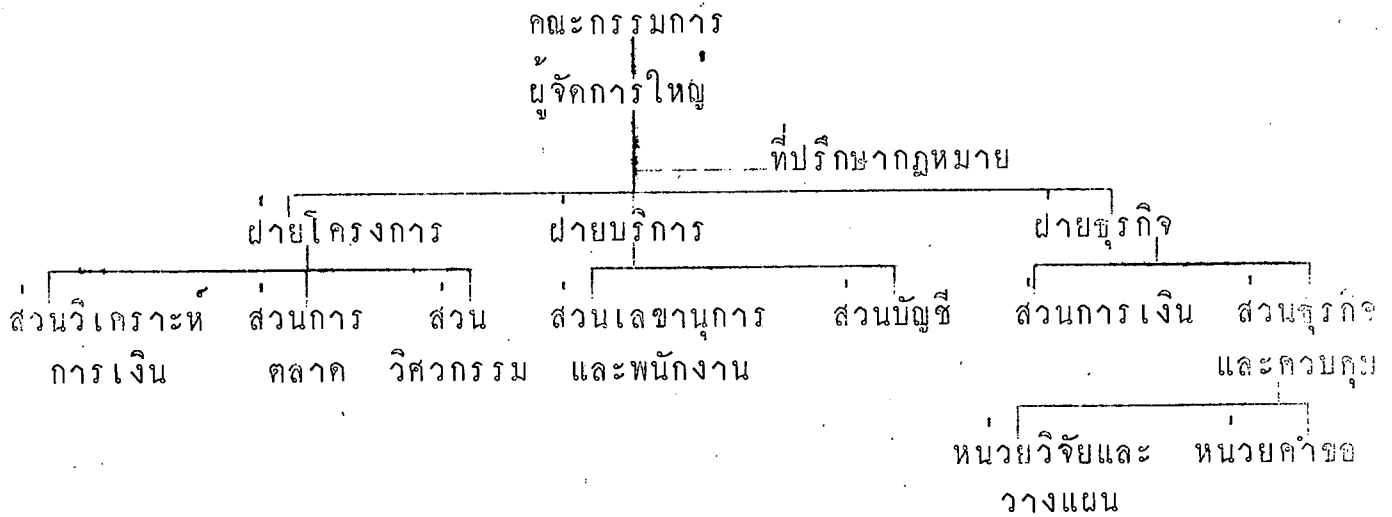 คณะกรรมการ
ผู้จัดการใหญ่
ที่ปรึกษากฎหมาย
ฝ่ายโครงการ ฝ่ายบริการ ฝ่ายธุรกิจ
ส่วนวิเคราะห์ ส่วนการ ส่วน ส่วนเลขานุการ ส่วนบัญชี ส่วนการเงิน ส่วนธุรกิจ
การเงิน ตลาด วิศวกรรม และพนักงาน และควบคุม
หน่วยวิจัยและ หน่วยคำขอ
วางแผน